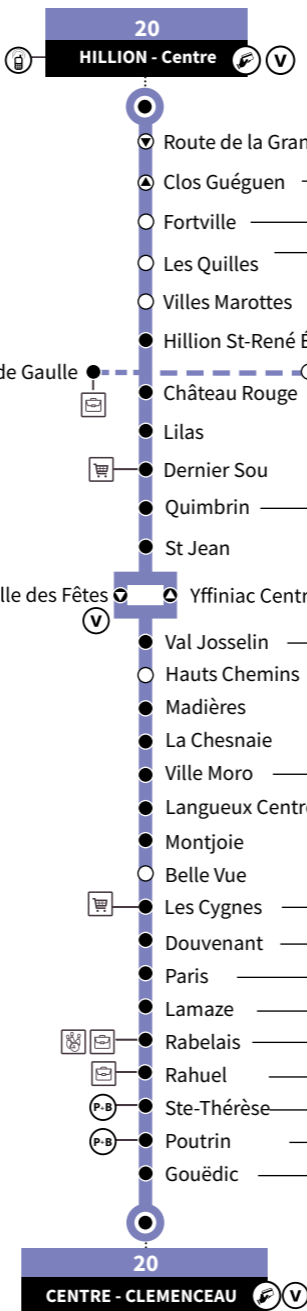 20
HILLION - Centre V
Route de la Gran
Clos Guéguen
Fortville
Les Quilles
Villes Marottes
Hillion St-René É
de Gaulle
Château Rouge
Lilas
Dernier Sou
Quimbrin
St Jean
lle des Fêtes Yffiniac Centr
V
Val Josselin
Hauts Chemins
Madières
La Chesnaie
Ville Moro
Langueux Centre
Montjoie
Belle Vue
Les Cygnes
Douvenant
Paris
Lamaze
Rabelais
Rahuel
P-B Ste-Thérèse
P-B Poutrin
Gouëdic
20
CENTRE - CLEMENCEAU V